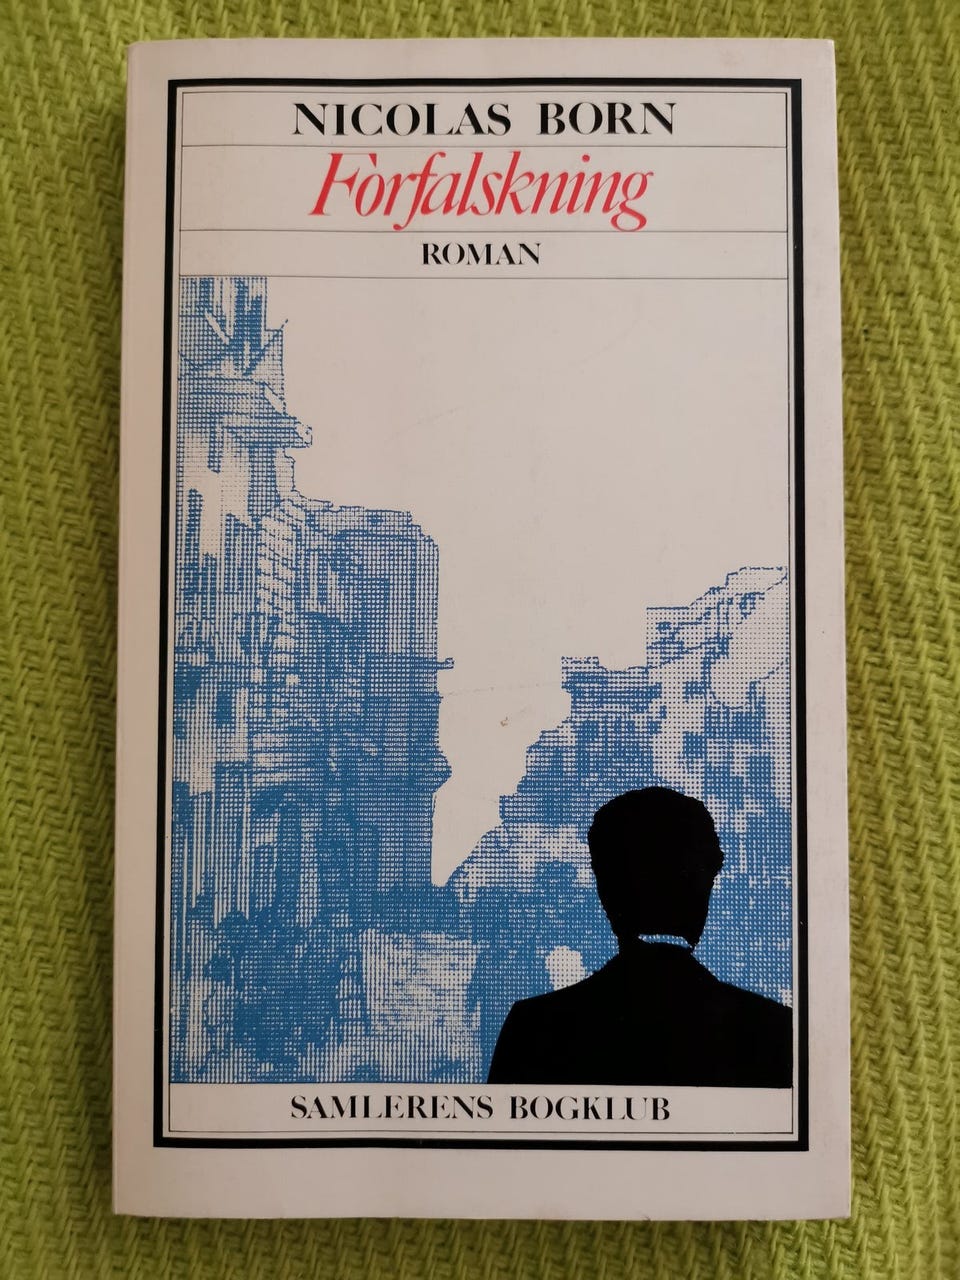 NICOLAS BORN
Forfalskning
ROMAN
SAMLERENS BOGKLUB